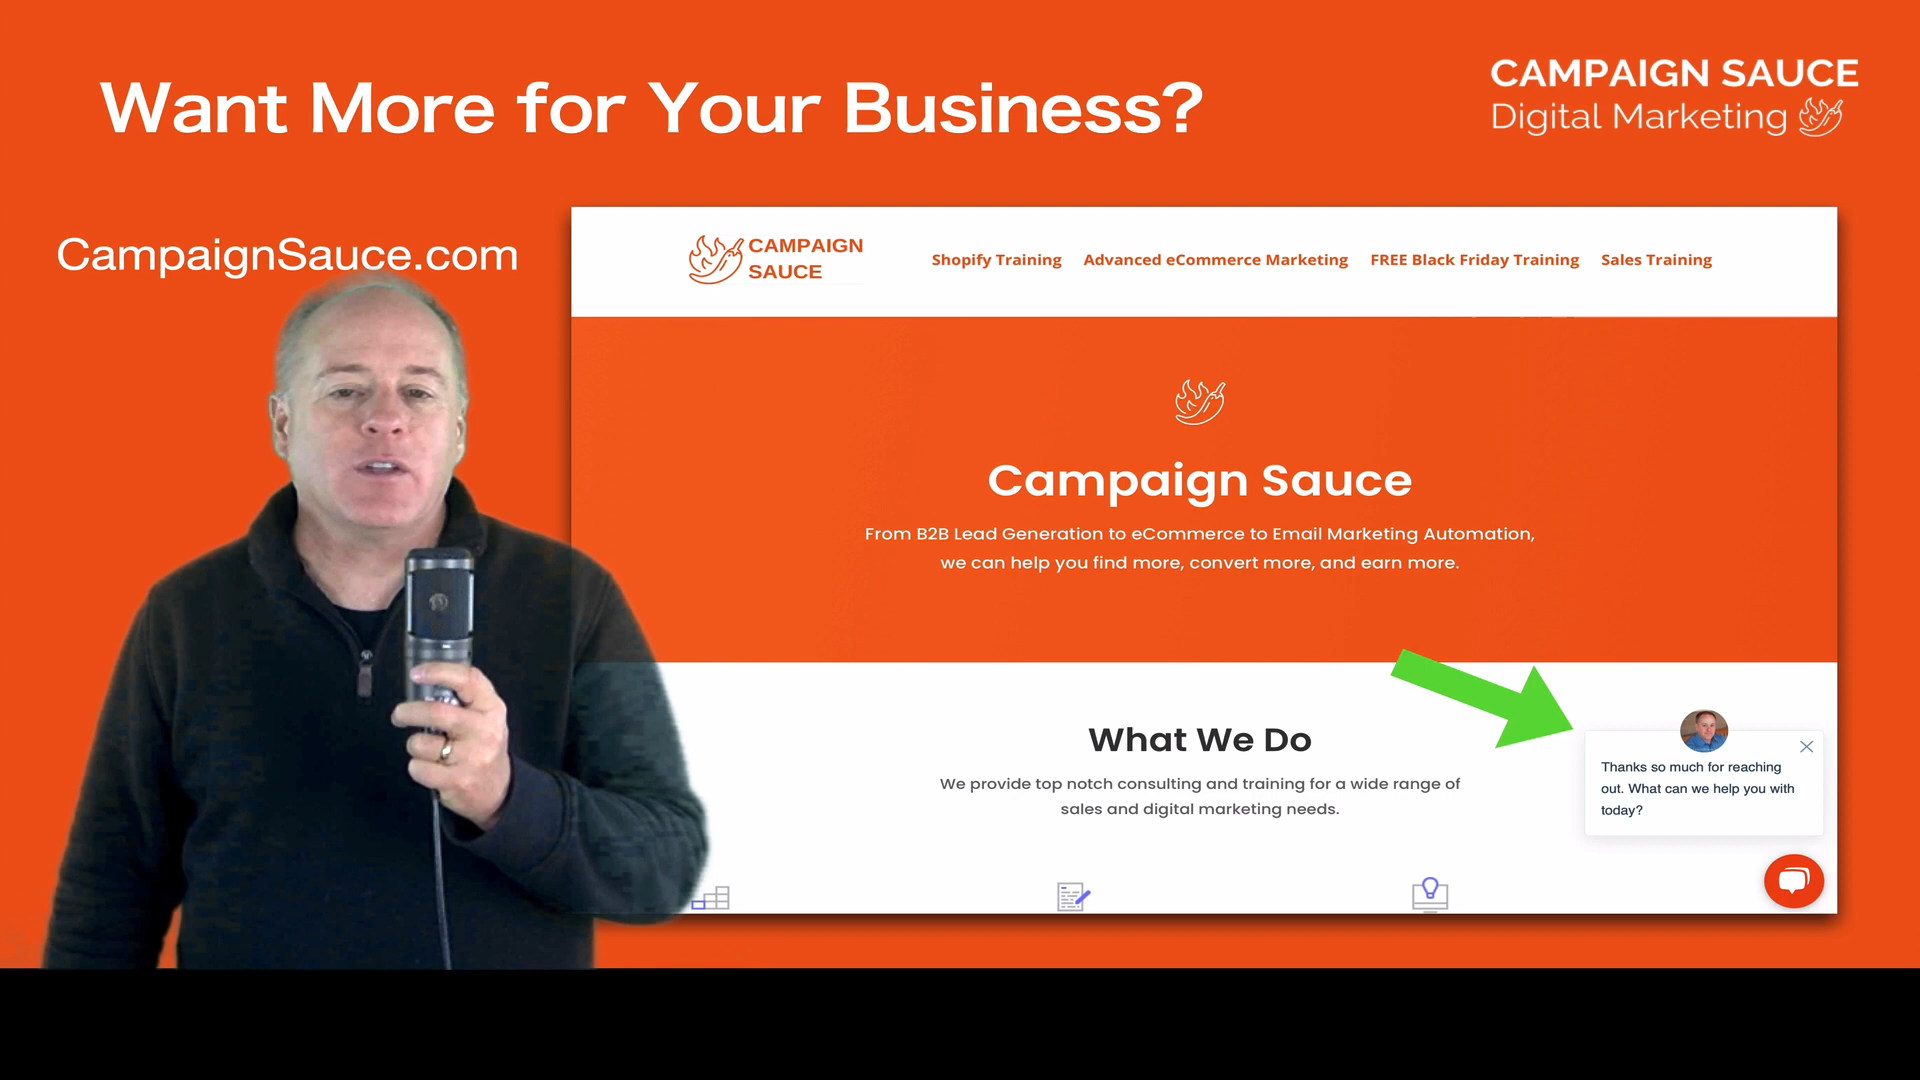 Want More for Your Business?
CAMPAIGN SAUCE
Digital Marketing
CampaignSauce.com
CAMPAIGN
SAUCE
Shopify Training
Advanced eCommerce Marketing
FREE Black Friday Training
Sales Training
Campaign Sauce
From B2B Lead Generation to eCommerce to Email Marketing Automation,
we can help you find more, convert more, and earn more.
What We Do
We provide top notch consulting and training for a wide range of
sales and digital marketing needs.
Thanks so much for reaching
out. What can we help you with
today?